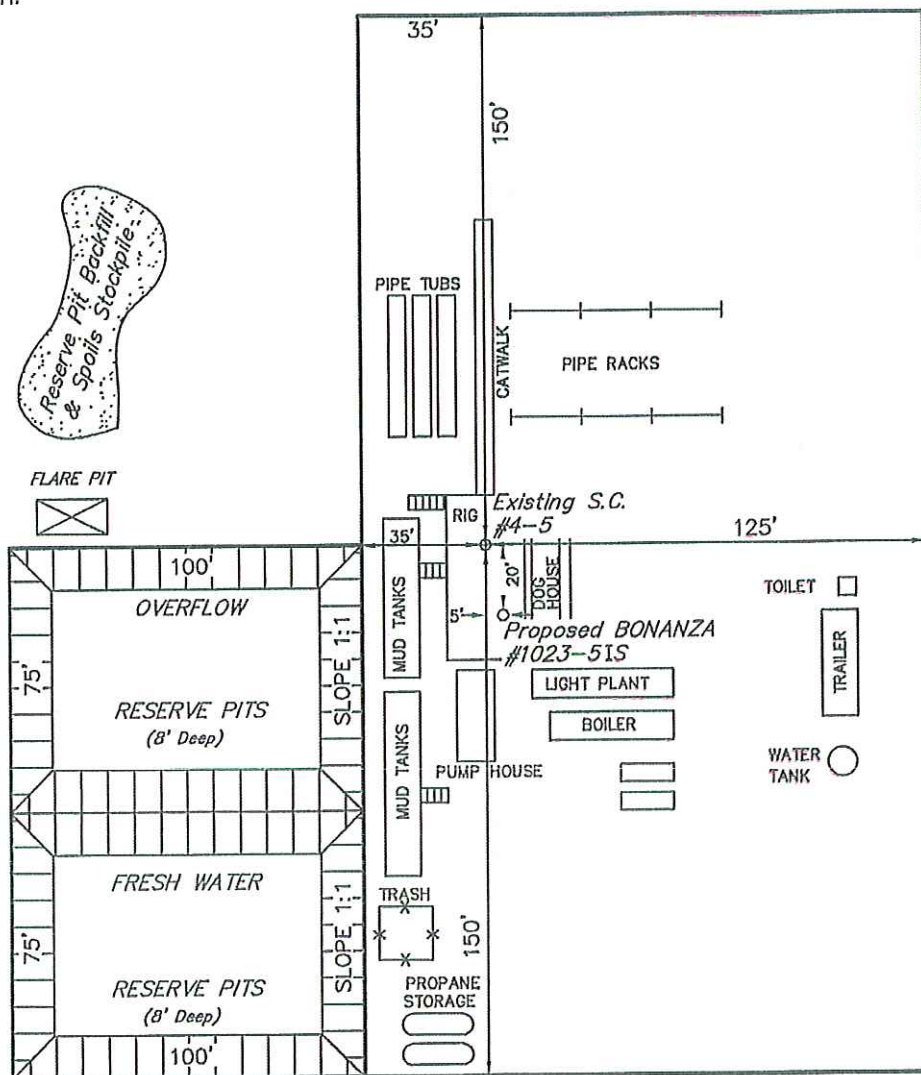 35'
150'
Reserve Pit Backfill
& Spoils Stockpile
PIPE TUBS
CATWALK
PIPE RACKS
FLARE PIT
RIG
Existing S.C.
#4-5
35'
125'
100'
OVERFLOW
SLOPE 1:1
75'
RESERVE PITS
(8' Deep)
MUD TANKS
20'
DOG
HOUSE
5'
Proposed BONANZA
#1023-5IS
TOILET
TRAILER
LIGHT PLANT
BOILER
PUMP HOUSE
WATER
TANK
MUD TANKS
FRESH WATER
SLOPE 1:1
75'
RESERVE PITS
(8' Deep)
100'
TRASH
150'
PROPANE
STORAGE